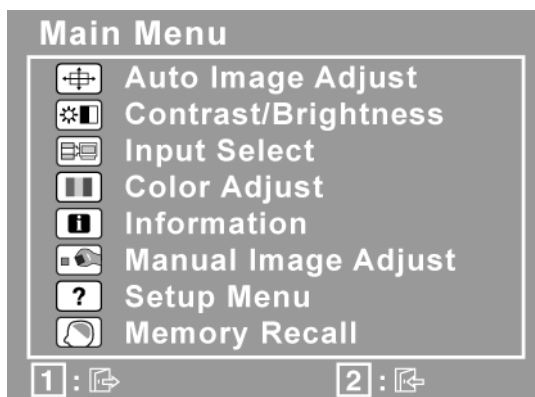 Main Menu
Auto Image Adjust
Contrast/Brightness
Input Select
Color Adjust
i Information
Manual Image Adjust
? Setup Menu
Memory Recall
1 : 2 :